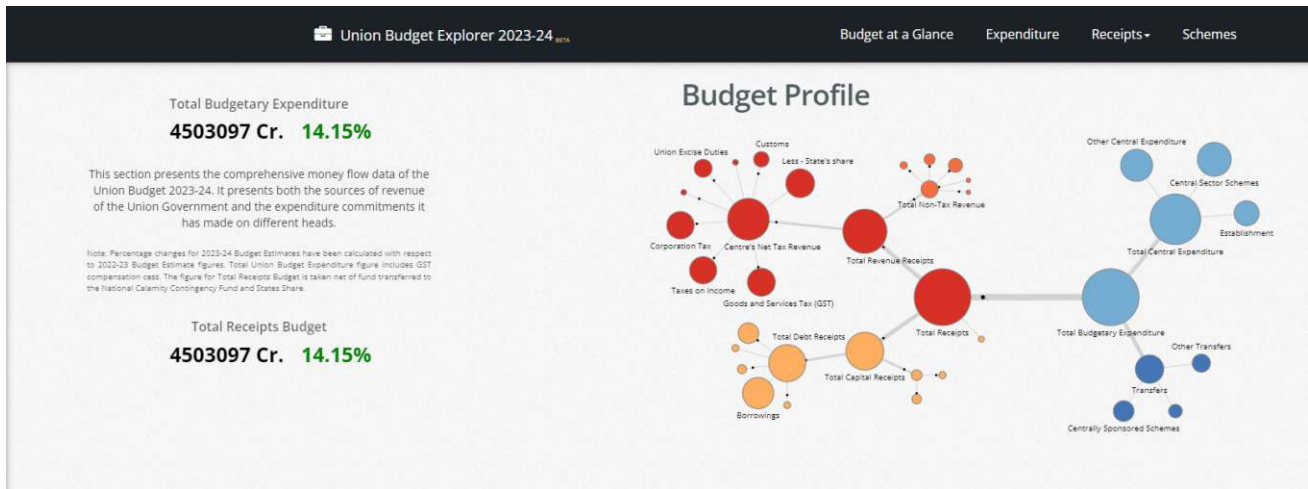 Union Budget Explorer 2023-24 BETA
Budget at a Glance
Expenditure
Receipts
Schemes
Total Budgetary Expenditure
4503097 Cr. 14.15%
This section presents the comprehensive money flow data of the
Union Budget 2023-24. It presents both the sources of revenue
of the Union Government and the expenditure commitments it
has made on different heads.
Note: Percentage changes for 2023-24 Budget Estimates have been calculated with respect
to 2022-23 Budget Estimate figures. Total Union Budget Expenditure figure includes GST
compensation cess. The figure for Total Receipts Budget is taken net of fund transferred to
the National Calamity Contingency Fund and States Share.
Total Receipts Budget
4503097 Cr. 14.15%
Budget Profile
Customs
Union Excise Duties
Less - State's share
Corporation Tax
Centre's Net Tax Revenue
Taxes on Income
Goods and Services Tax (GST)
Total Non-Tax Revenue
Total Revenue Receipts
Total Receipts
Total Debt Receipts
Total Capital Receipts
Borrowings
Other Central Expenditure
Central Sector Schemes
Establishment
Total Central Expenditure
Total Budgetary Expenditure
Other Transfers
Transfers
Centrally Sponsored Schemes